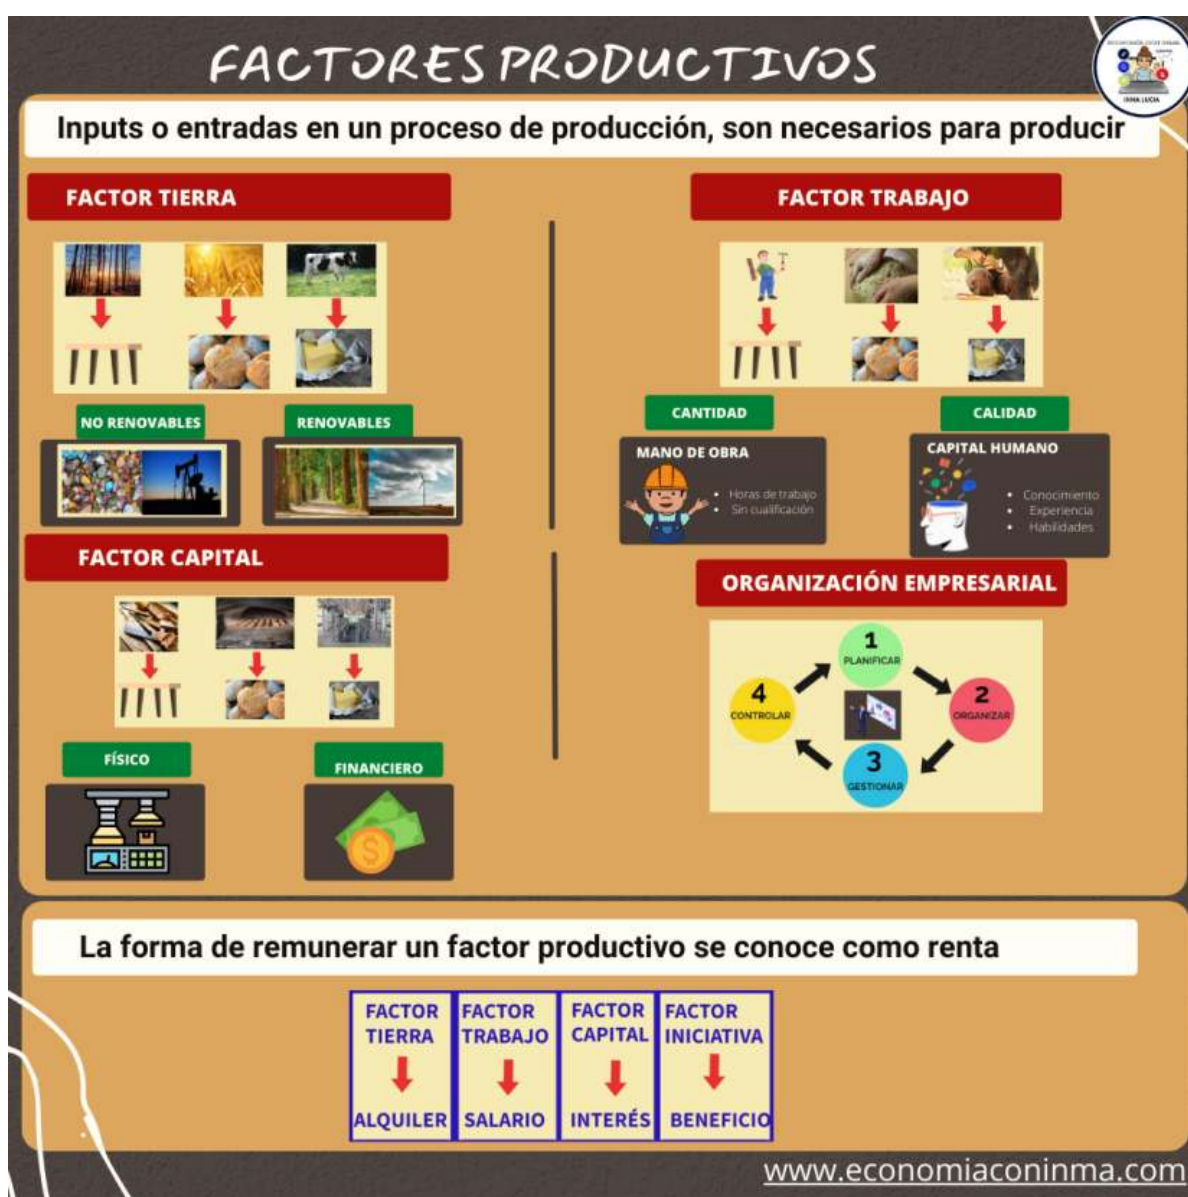 FACTORES PRODUCTIVOS
INMA LUCIA
Inputs o entradas en un proceso de producción, son necesarios para producir
FACTOR TIERRA
NO RENOVABLES
RENOVABLES
FACTOR TRABAJO
CANTIDAD
MANO DE OBRA
• Horas de trabajo
• Sin cualificación
CALIDAD
CAPITAL HUMANO
• Conocimiento
• Experiencia
• Habilidades
FACTOR CAPITAL
FÍSICO
FINANCIERO
ORGANIZACIÓN EMPRESARIAL
1
PLANIFICAR
2
ORGANIZAR
3
GESTIONAR
4
CONTROLAR
La forma de remunerar un factor productivo se conoce como renta
FACTOR
TIERRA
ALQUILER
FACTOR
TRABAJO
SALARIO
FACTOR
CAPITAL
INTERÉS
FACTOR
INICIATIVA
BENEFICIO
www.economiaconinma.com